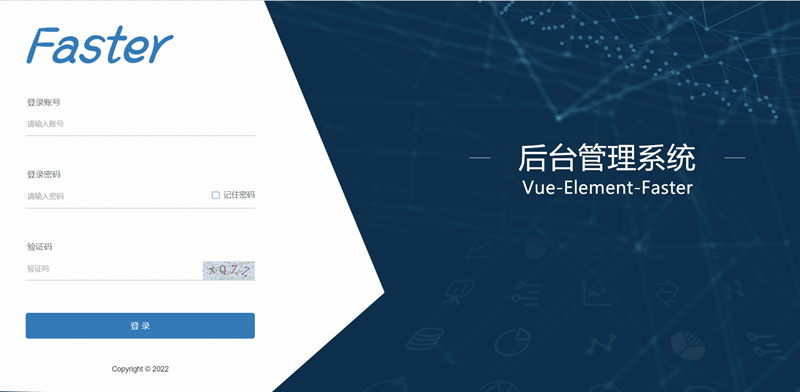 Faster
登录账号
请输入账号
登录密码
请输入密码
记住密码
验证码
验证吗
登 录
Copyright © 2022
后台管理系统
Vue-Element-Faster